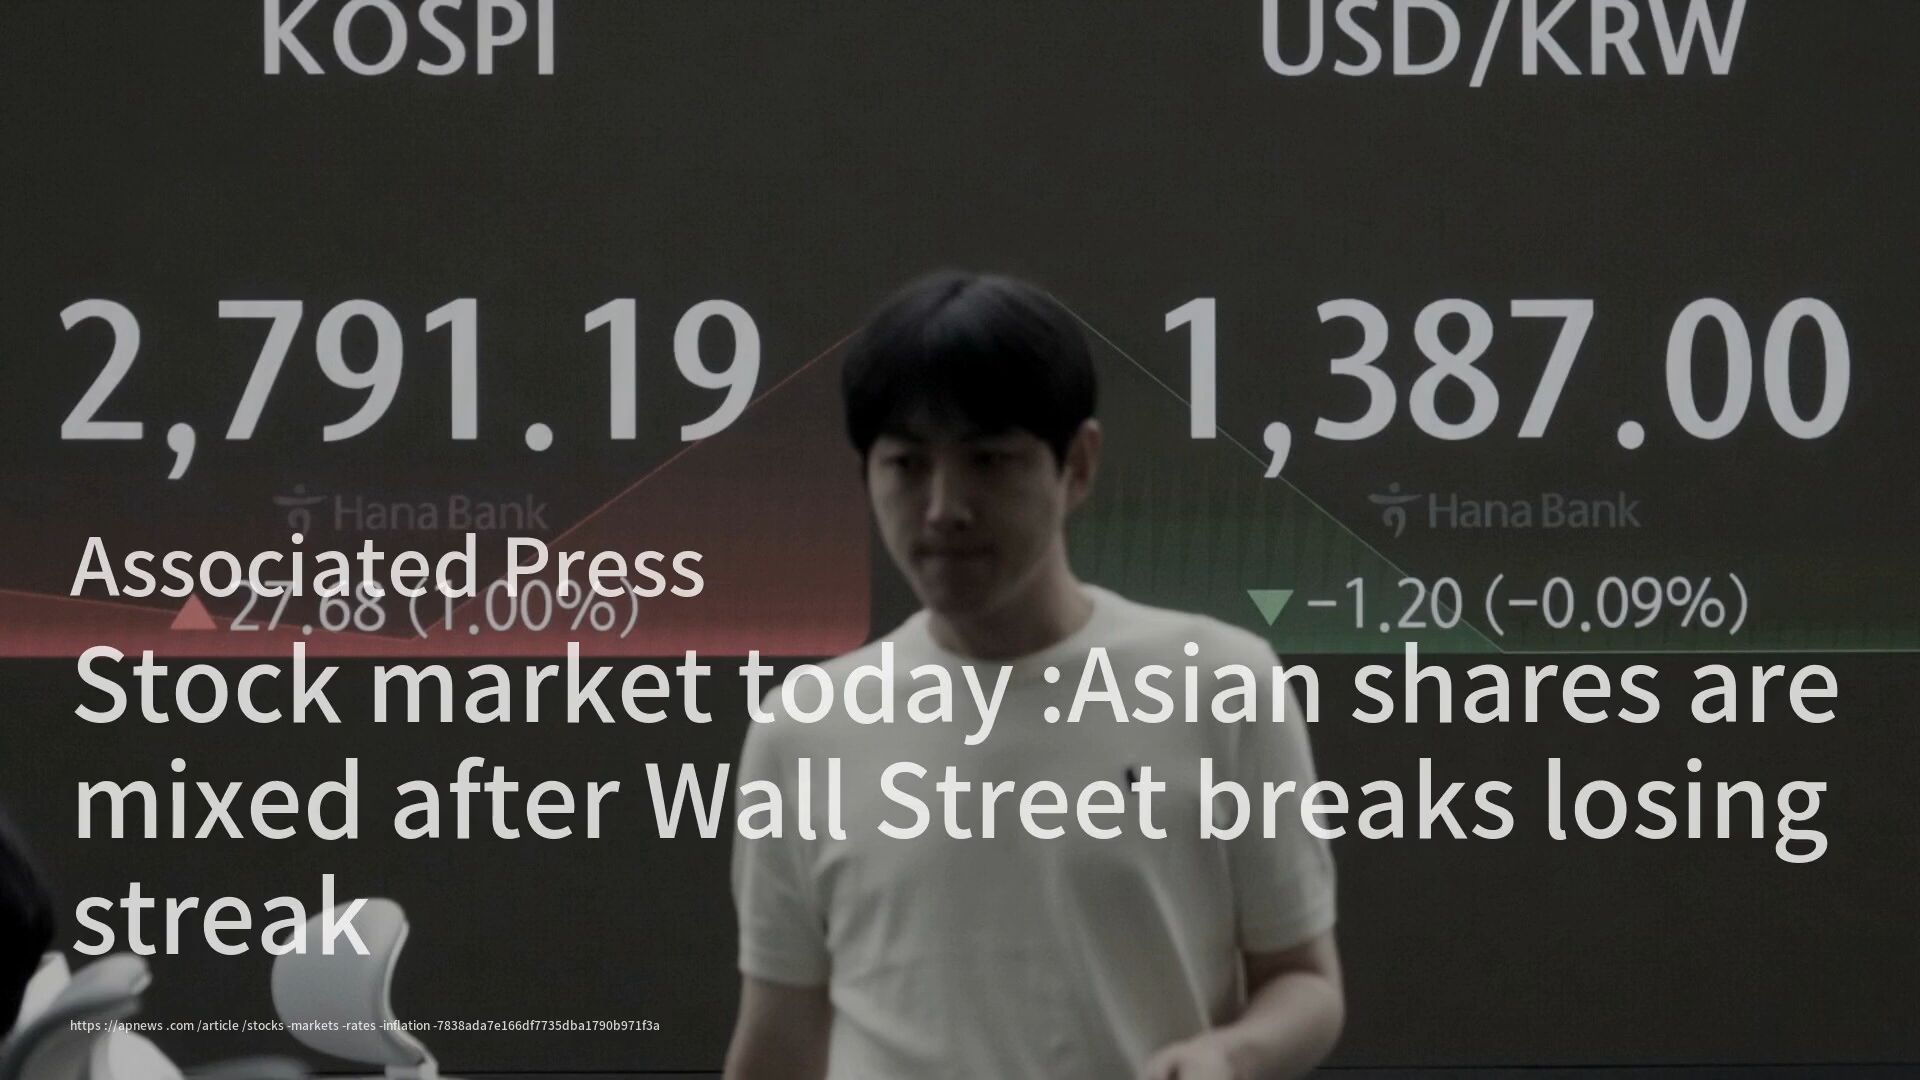 KOSPI
USD/KRW
2,791.19
1,387.00
Hana Bank
Hana Bank
Associated Press
27.68 (1.00%)
−1.20 (−0.09%)
Stock market today :Asian shares are
mixed after Wall Street breaks losing
streak
https ://apnews .com /article /stocks -markets -rates -inflation -7838ada7e166df7735dba1790b971f3a